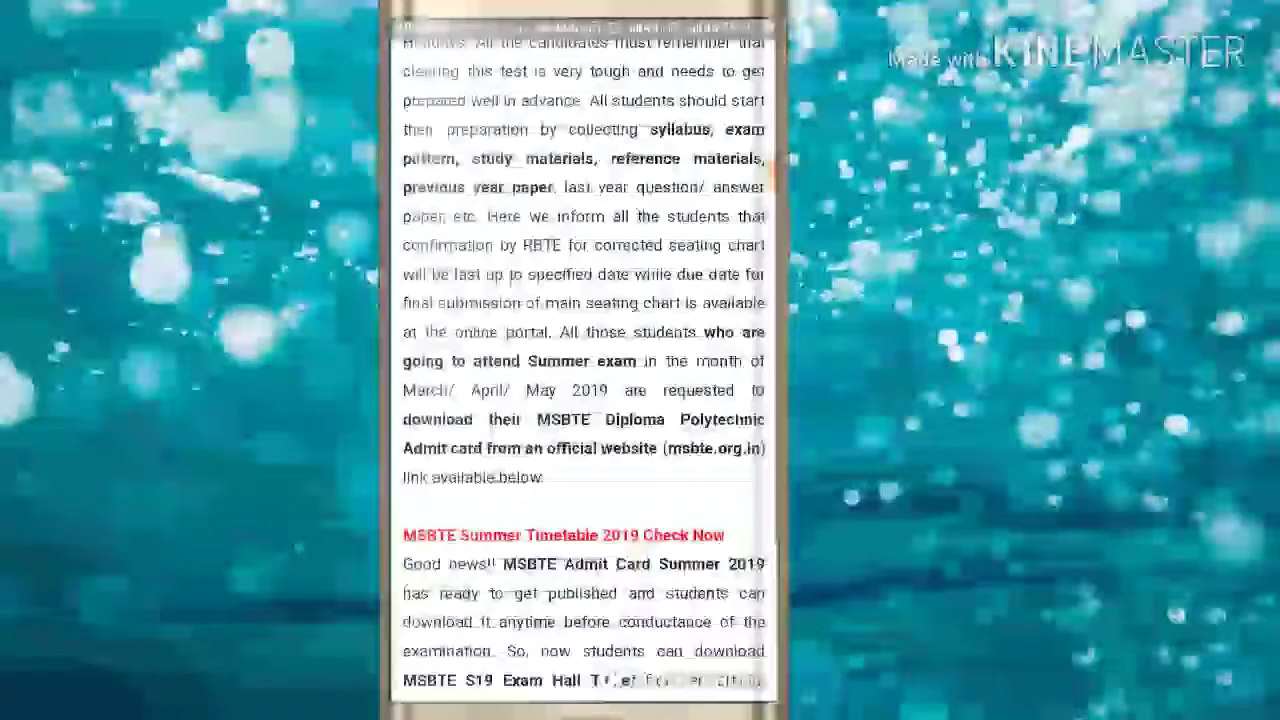 Made with KINEMASTER
All the candidates must remember that
clearing this test is very tough and needs to get
prepared well in advance. All students should start
their preparation by collecting syllabus, exam
pattern, study materials, reference materials,
previous year paper, last year question/ answer
paper, etc. Here we inform all the students that
confirmation by RBTE for corrected seating chart
will be last up to specified date while due date for
final submission of main seating chart is available
at the online portal. All those students who are
going to attend Summer exam in the month of
March/ April/ May 2019 are requested to
download their MSBTE Diploma Polytechnic
Admit card from an official website (msbte.org.in)
link available below.
MSBTE Summer Timetable 2019 Check Now
Good news!! MSBTE Admit Card Summer 2019
has ready to get published and students can
download it anytime before conductance of the
examination. So, now students can download
MSBTE S19 Exam Hall